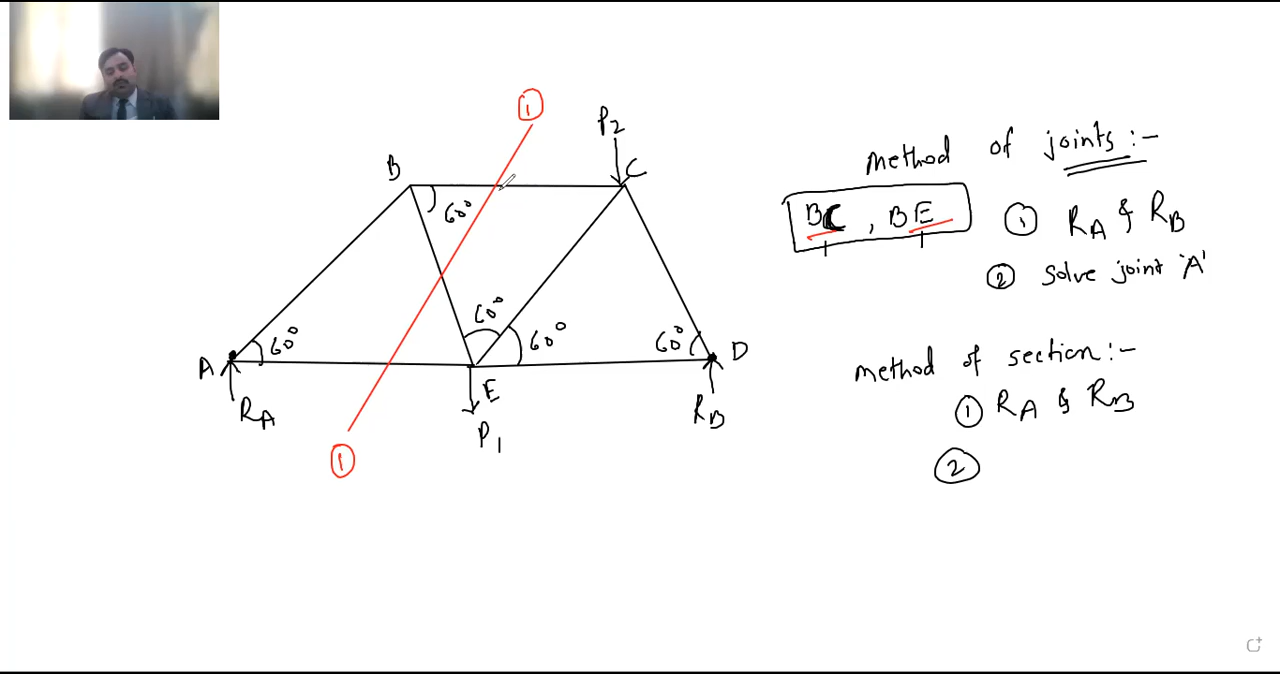 ①
P2
B
C
60°
60°
60°
60°
60°
A
D
E
RA
RB
P1
①
method of joints :-
BC , BE
① RA & RB
② Solve joint 'A'
method of section :-
① RA & RB
②